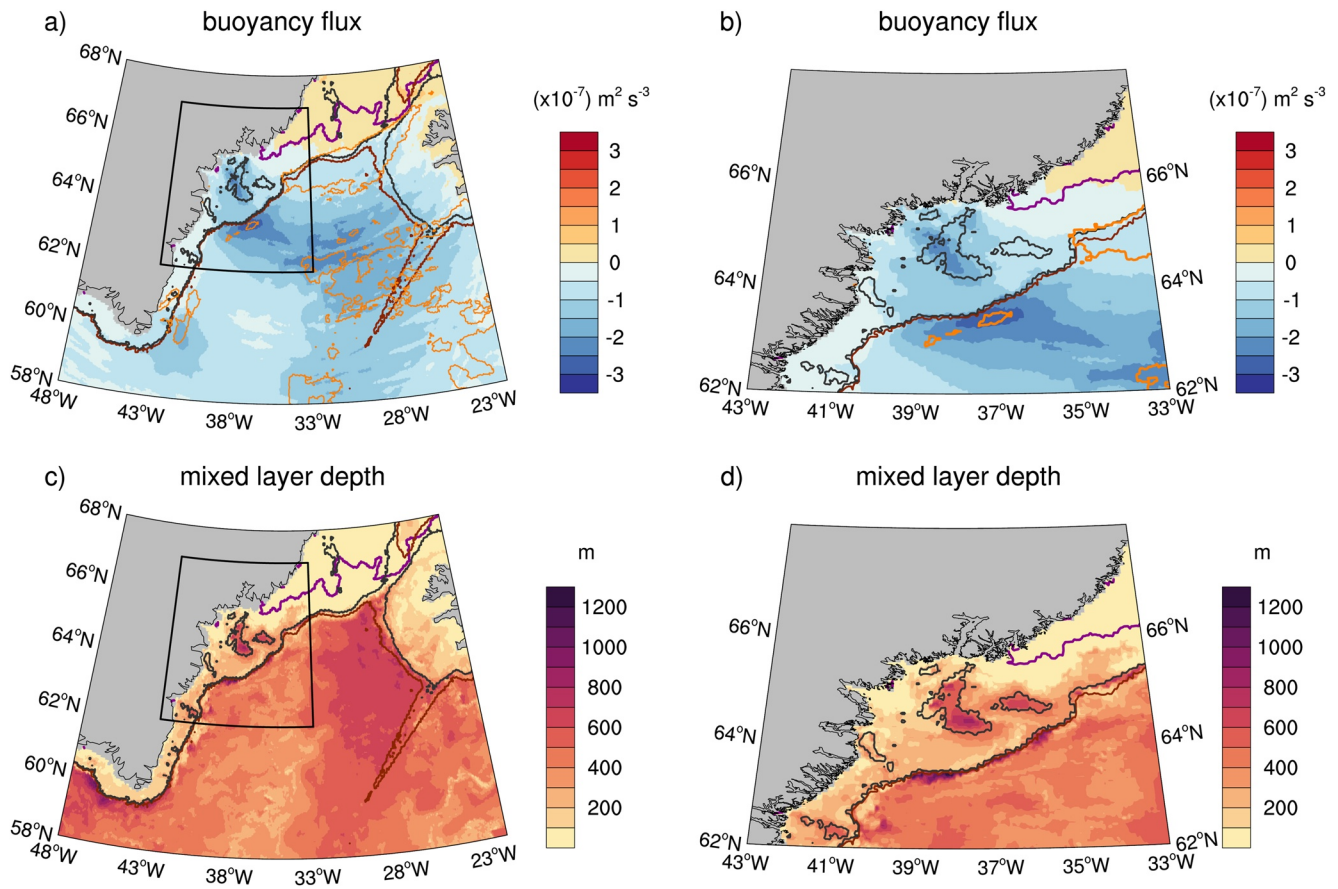 a) buoyancy flux
68°N
66°N
64°N
62°N
60°N
58°N
48°W 43°W 38°W 33°W 28°W 23°W
(x10⁻⁷) m² s⁻³
3
2
1
0
-1
-2
-3
b) buoyancy flux
66°N 66°N
64°N 64°N
62°N 62°N
43°W 41°W 39°W 37°W 35°W 33°W
(x10⁻⁷) m² s⁻³
3
2
1
0
-1
-2
-3
c) mixed layer depth
68°N
66°N
64°N
62°N
60°N
58°N
48°W 43°W 38°W 33°W 28°W 23°W
m
1200
1000
800
600
400
200
d) mixed layer depth
66°N 66°N
64°N 64°N
62°N 62°N
43°W 41°W 39°W 37°W 35°W 33°W
m
1200
1000
800
600
400
200